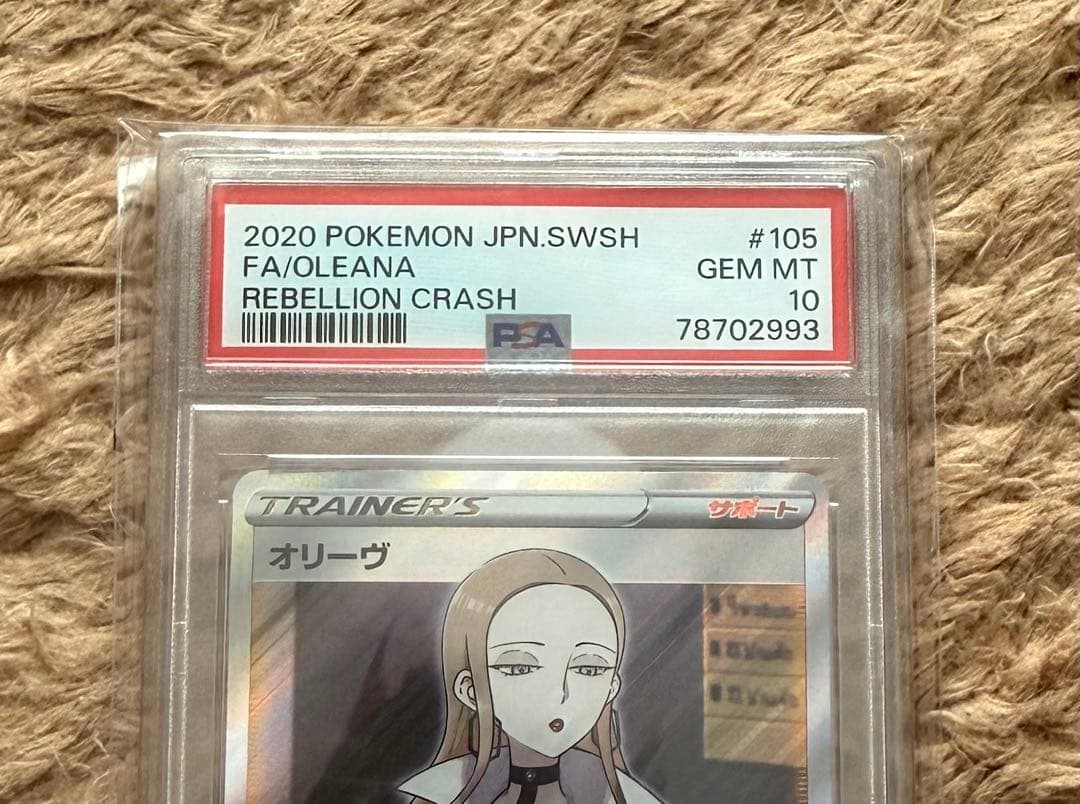 2020 POKEMON JPN.SWSH #105
FA/OLEANA GEM MT
REBELLION CRASH 10
PSA 78702993
TRAINER'S サポート
オリーヴ